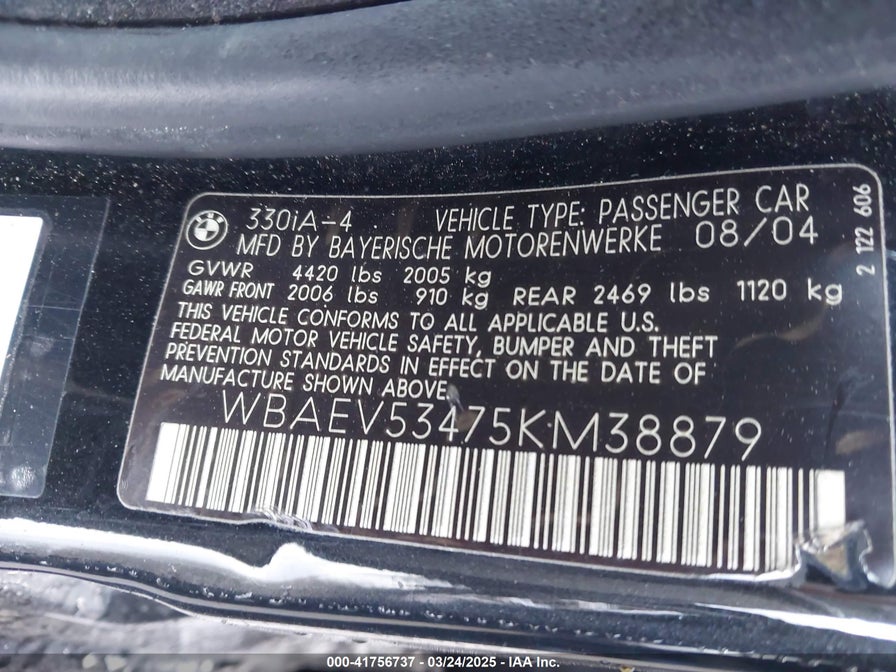 330iA-4 VEHICLE TYPE: PASSENGER CAR
MFD BY BAYERISCHE MOTORENWERKE 08/04
GVWR 4420 lbs 2005 kg
GAWR FRONT 2006 lbs 910 kg REAR 2469 lbs 1120 kg
THIS VEHICLE CONFORMS TO ALL APPLICABLE U.S.
FEDERAL MOTOR VEHICLE SAFETY, BUMPER AND THEFT
PREVENTION STANDARDS IN EFFECT ON THE DATE OF
MANUFACTURE SHOWN ABOVE.
WBAEV53475KM38879
2 122 606
000-41756737 - 03/24/2025 - IAA Inc.